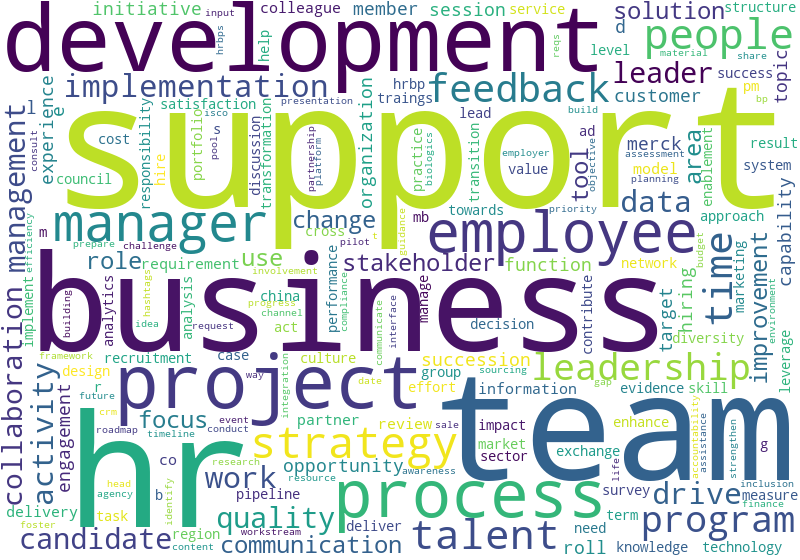 initiative
input
colleague
member
session
service
solution
structure
development
hrbps
help
reqs
d
people
material
share
level
implementation
feedback
leader
success
topic
hrbp
traings
customer
pm
bp
l
e
experience
satisfaction
presentation
isco
cost
responsibility
hire
portfolio
s
pool
discussion
transformation
partnership
platform
organization
practice
biologics
lead
transition
employer
value
build
ad
tool
objective
merck
model
assessment
planning
area
enablement
result
system
council
consult
support
management
m
manager
change
cross
towards
mb
guidance
priority
employee
data
approach
capability
collaboration
implement
efficiency
prepare
challenge
role
requirement
use
pilot
r
stakeholder
function
network
time
budget
marketing
improvement
environment
building
analytics
hashtags
idea
analysis
involvement
china
progress
channel
act
performance
compliance
communicate
interface
manage
business
decision
contribute
target
hiring
diversity
leverage
request
framework
design
recruitment
case
way
culture
integration
date
succession
effort
group
sourcing
leadership
gap
information
evidence
skill
activity
engagement
future
r
crm
roadmap
timeline
project
focus
event
conduct
partner
review
sale
impact
sector
market
exchange
enhance
accountability
assistance
strengthen
inclusion
g
hr
strategy
team
co
research
opportunity
resource
awareness
work
pipeline
process
survey
life
drive
measure
finance
delivery
task
head
agency
b
identify
foster
region
content
workstream
quality
deliver
need
term
program
candidate
communication
talent
roll
knowledge
technology